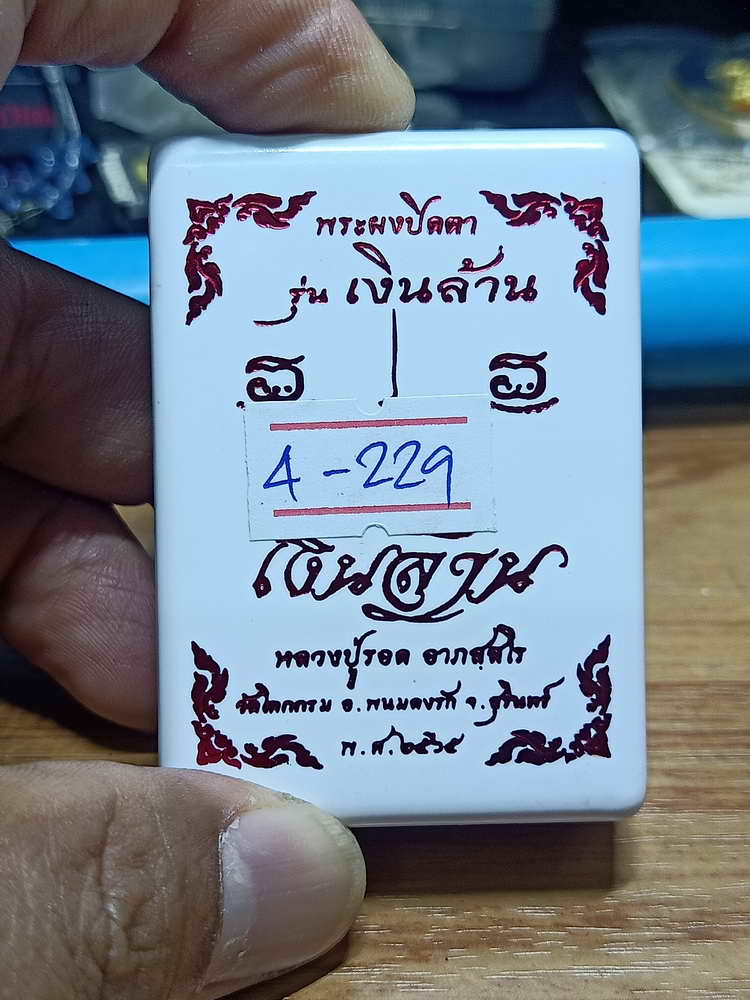 พระผงปิดตา
รุ่น เงินล้าน
4-229
เงินล้าน
หลวงปู่รอด อาภสฺสโร
วัดโคกกรม อ.พนมดงรัก จ.สุรินทร์
พ.ศ.๒๕๖๕